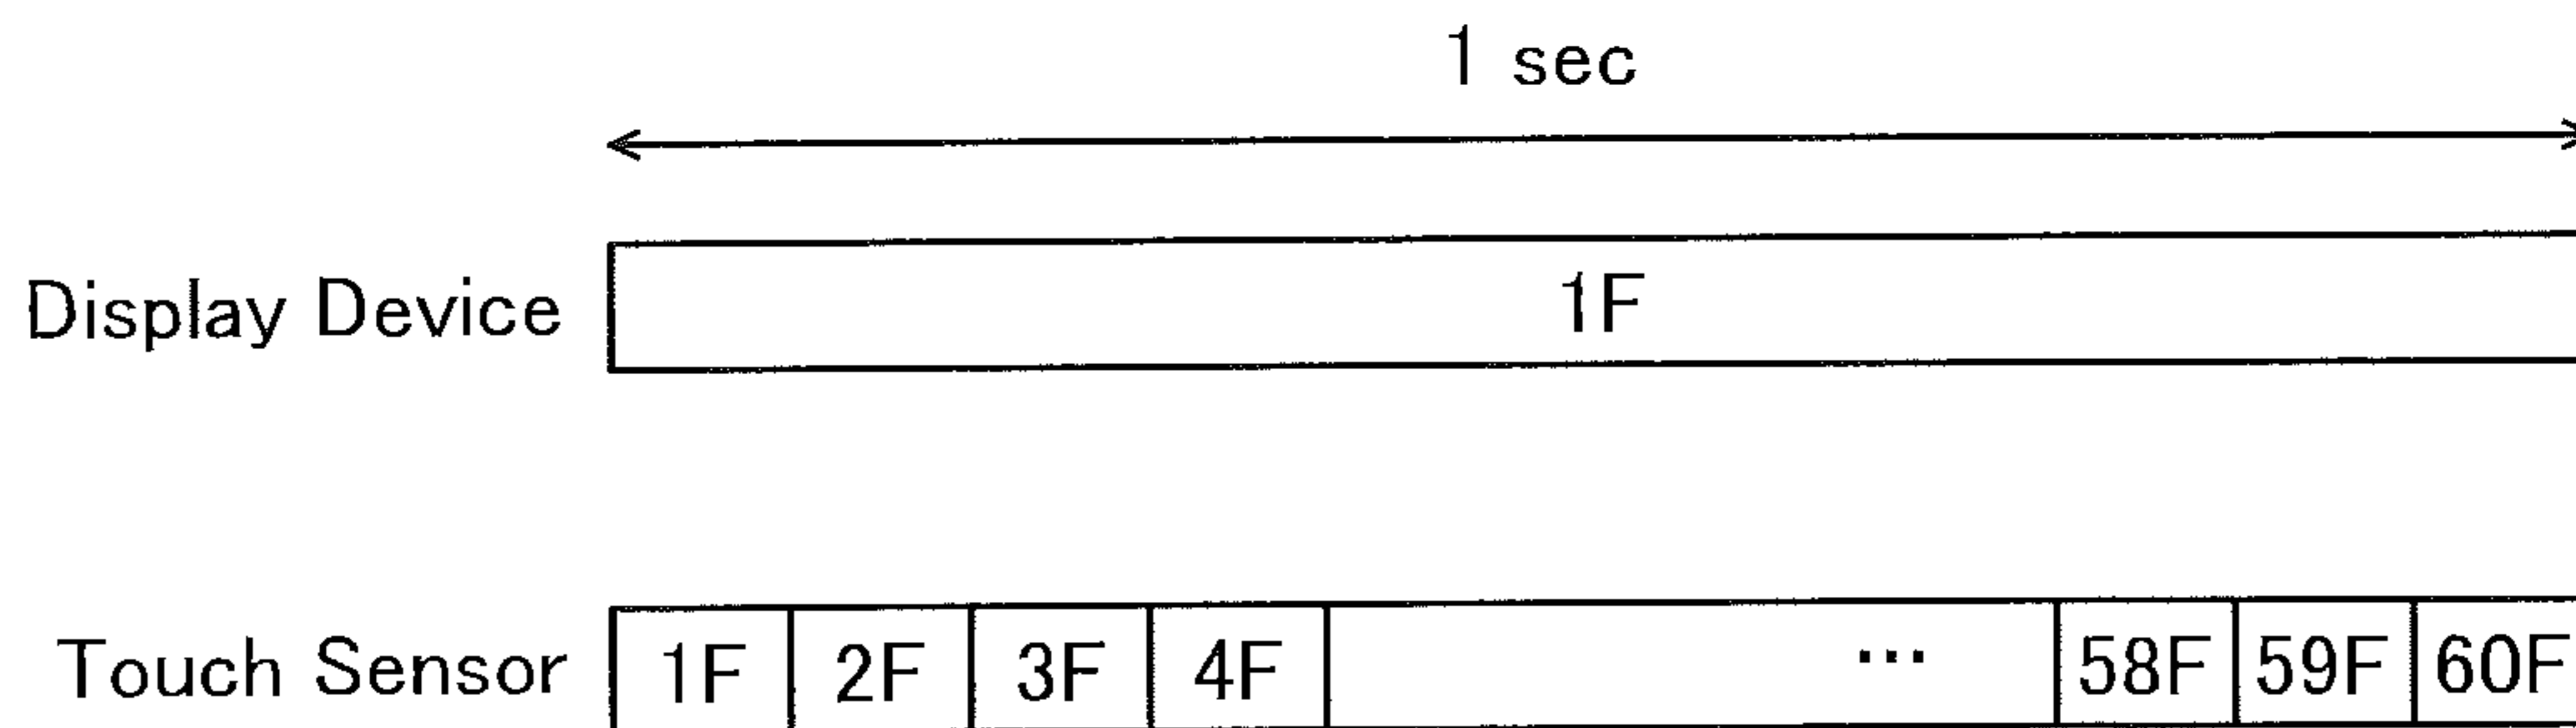 1 sec
Display Device 1F
Touch Sensor 1F 2F 3F 4F ... 58F 59F 60F